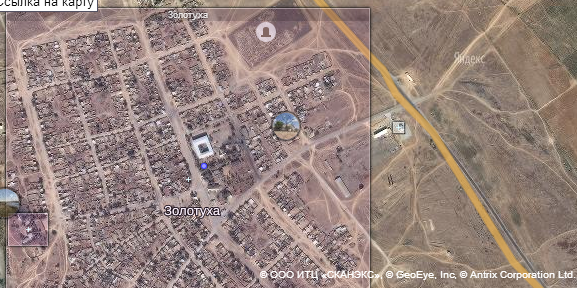 Ссылка на карту
Золотуха
Яндекс
Золотуха
© ООО ИТЦ «СКАНЭКС», © GeoEye, Inc, © Antrix Corporation Ltd.